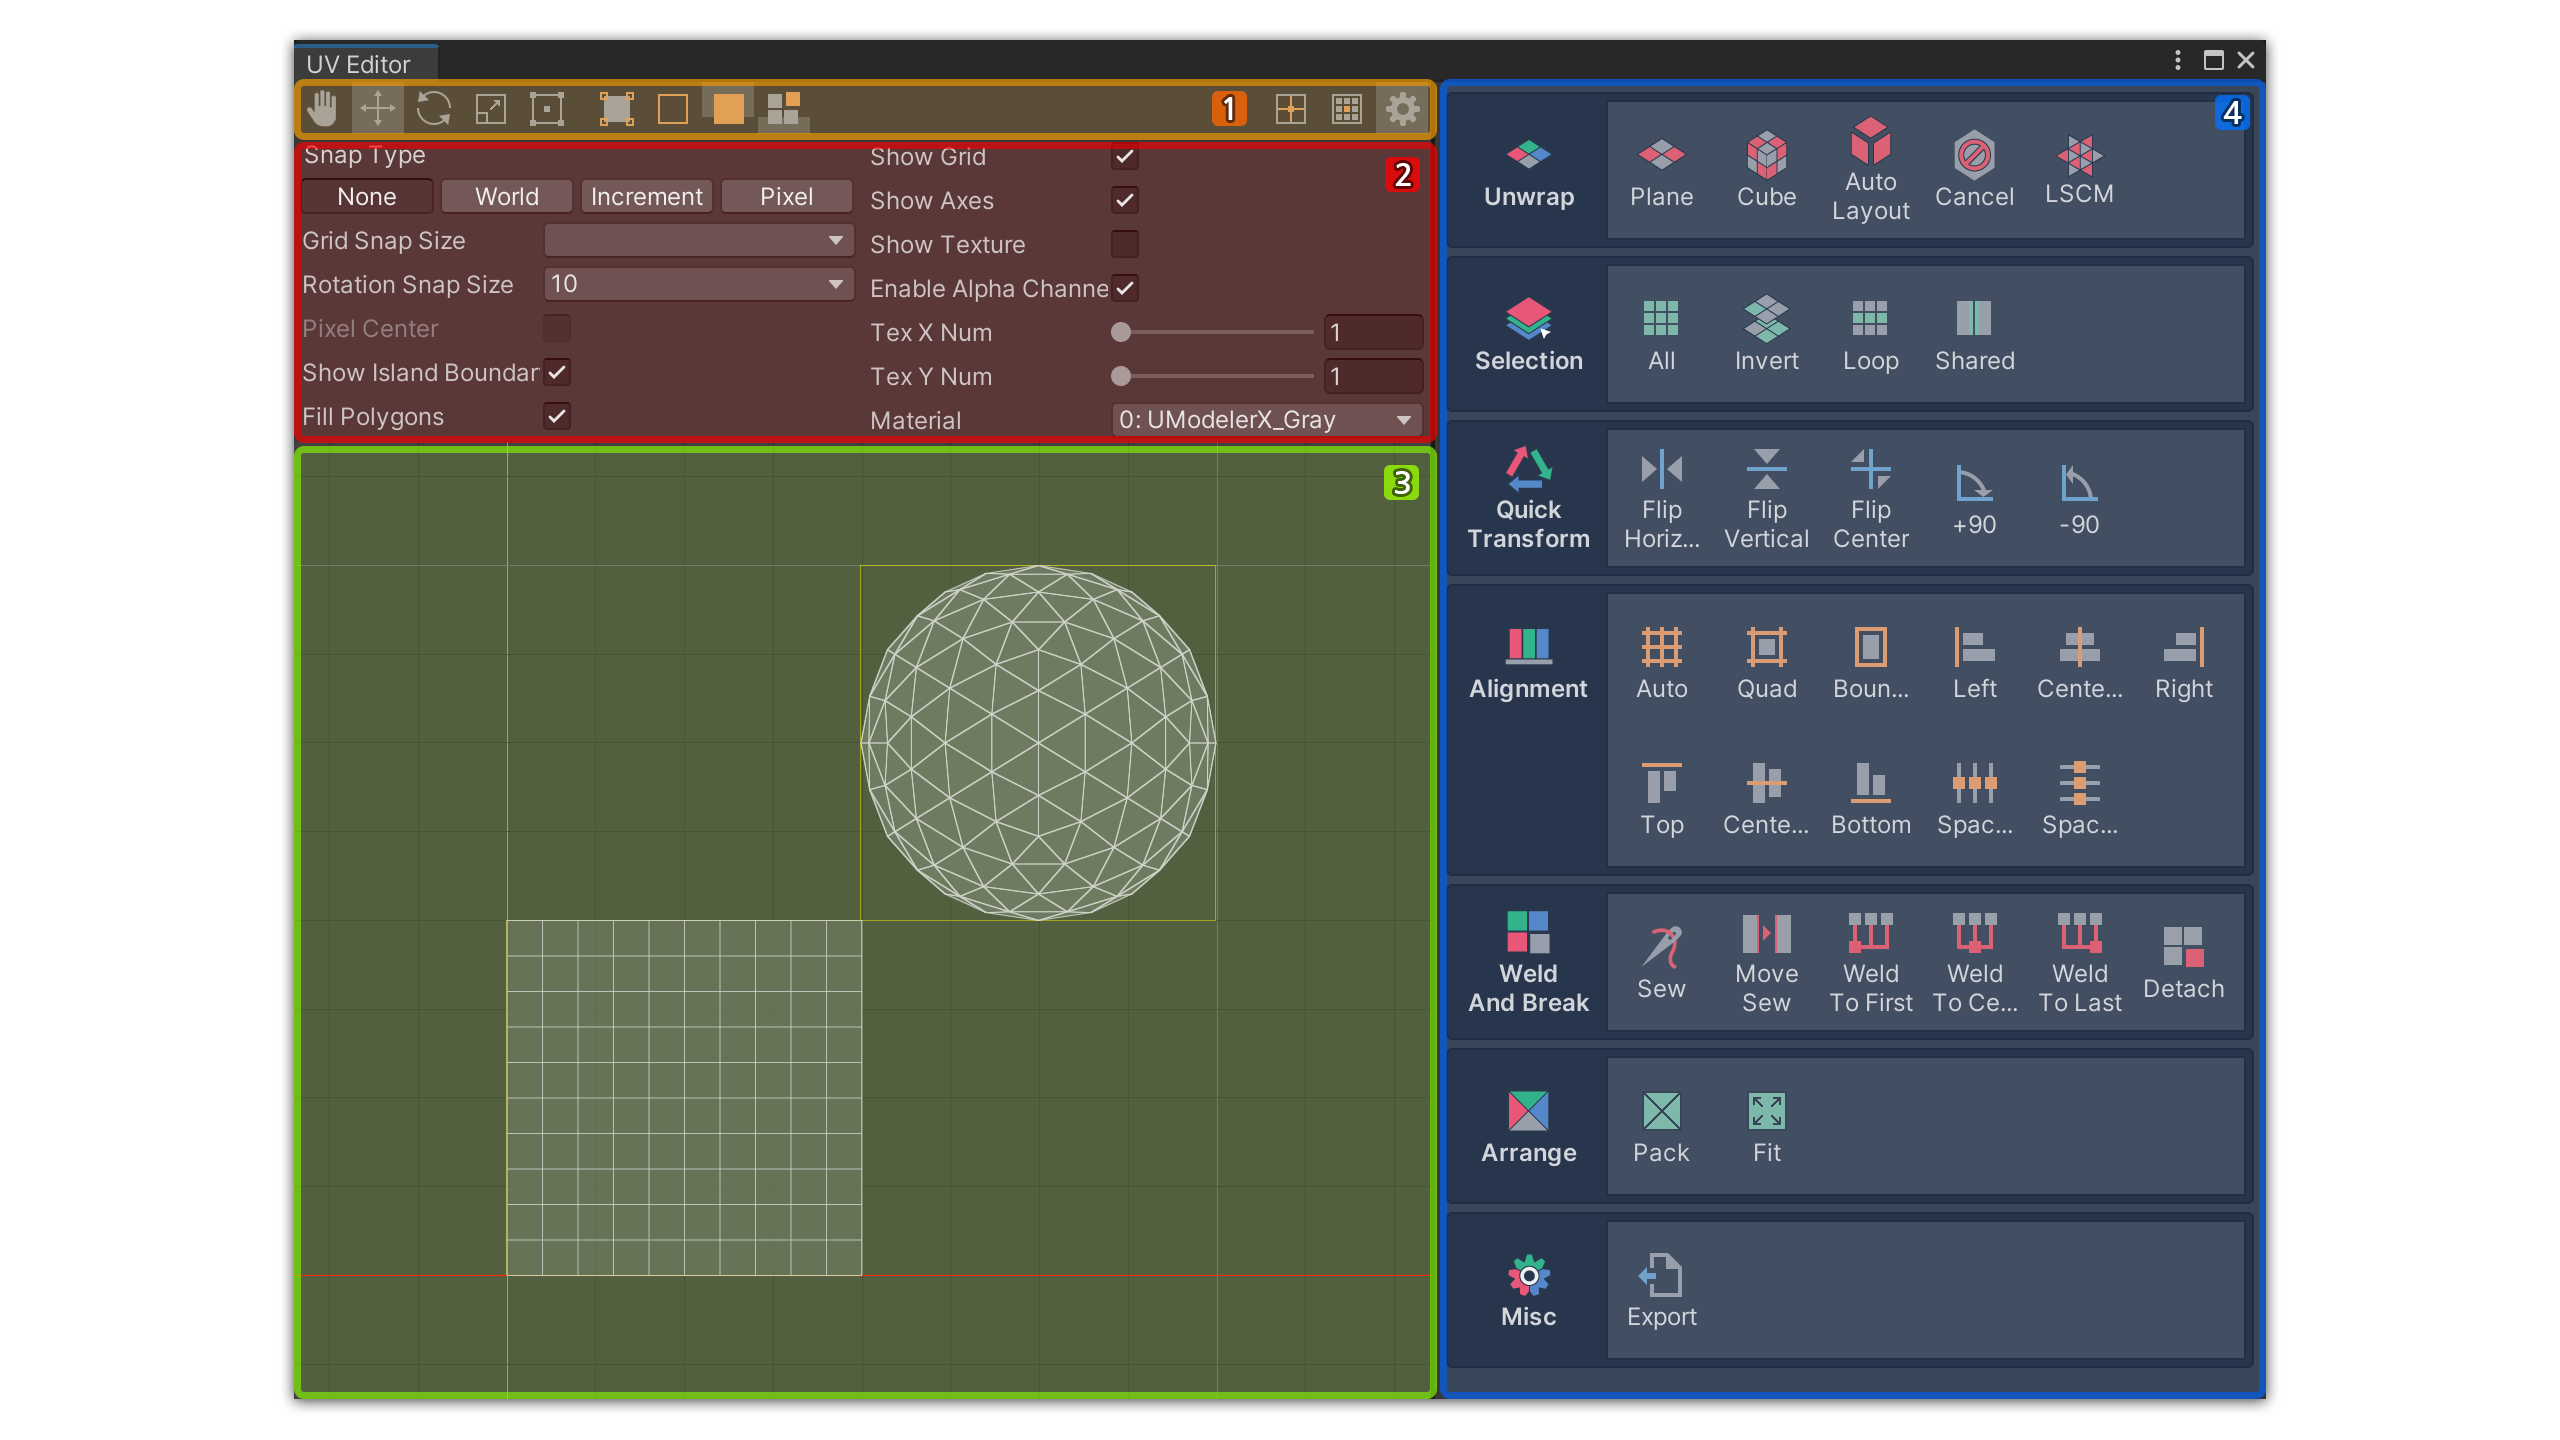 UV Editor
1
Snap Type
None World Increment Pixel
Grid Snap Size
Rotation Snap Size 10
Pixel Center
Show Island Boundar
Fill Polygons
Show Grid
Show Axes
Show Texture
Enable Alpha Channe
Tex X Num 1
Tex Y Num 1
Material 0: UModelerX_Gray
2
3
4
Unwrap
Plane
Cube
Auto
Layout
Cancel
LSCM
Selection
All
Invert
Loop
Shared
Quick
Transform
Flip
Horiz...
Flip
Vertical
Flip
Center
+90
-90
Alignment
Auto
Quad
Boun...
Left
Cente...
Right
Top
Cente...
Bottom
Spac...
Spac...
Weld
And Break
Sew
Move
Sew
Weld
To First
Weld
To Ce...
Weld
To Last
Detach
Arrange
Pack
Fit
Misc
Export